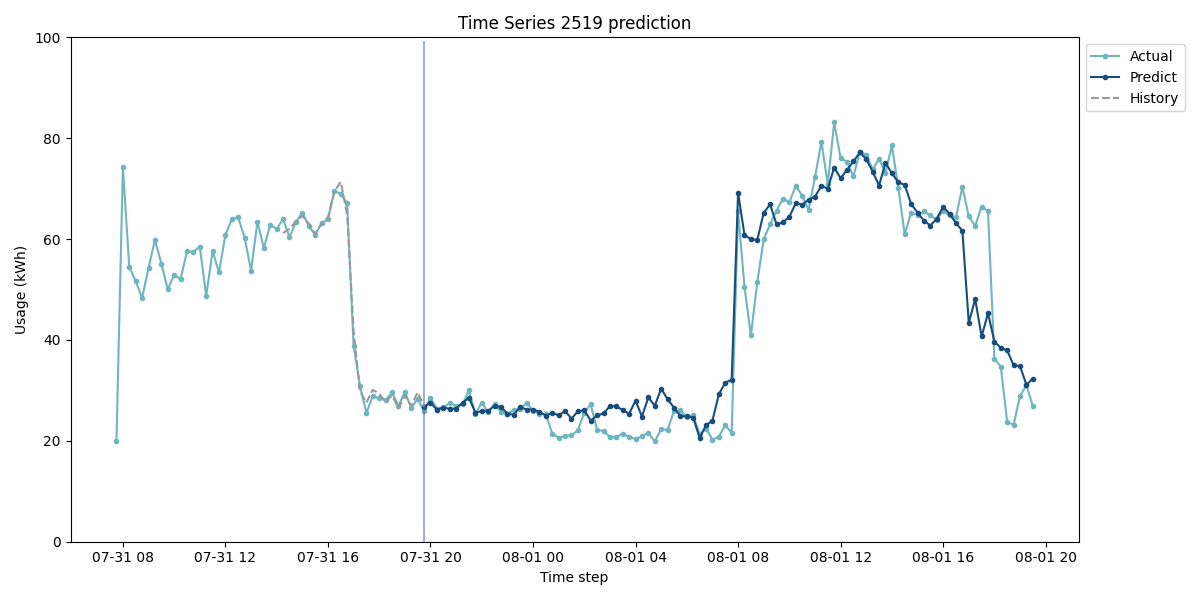 Time Series 2519 prediction
100
80
60
40
20
0
Usage (kWh)
07-31 08
07-31 12
07-31 16
07-31 20
08-01 00
08-01 04
08-01 08
08-01 12
08-01 16
08-01 20
Time step
Actual
Predict
History